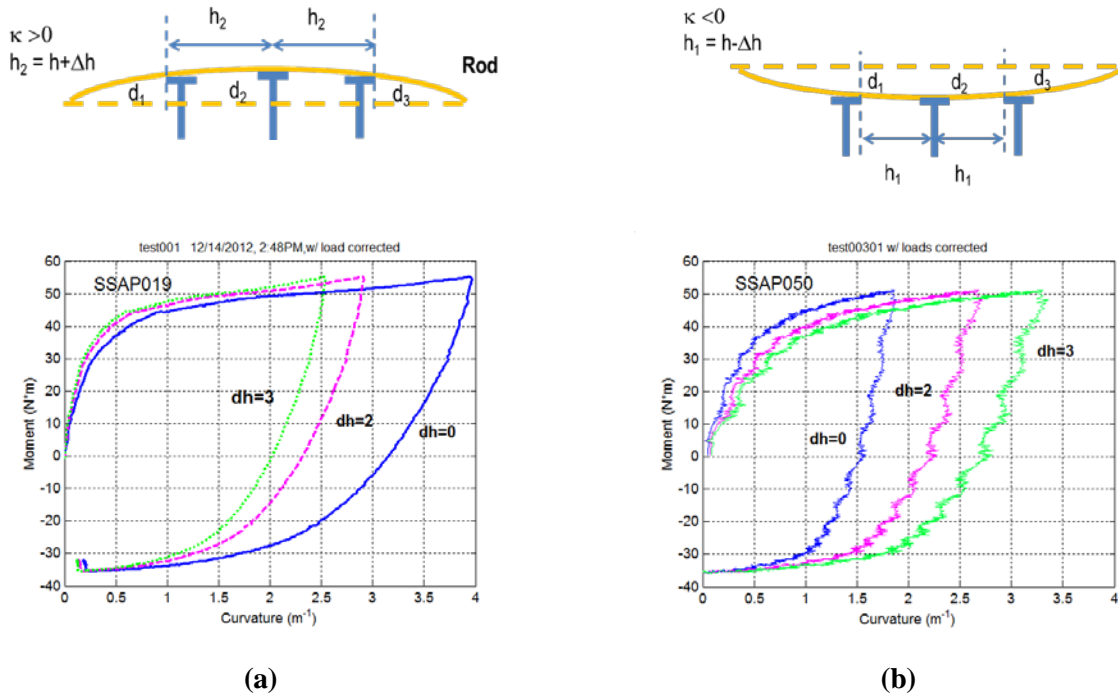 κ >0
h₂ = h+Δh
h₂ h₂
Rod
d₁ d₂ d₃
κ <0
h₁ = h-Δh
d₁ d₂ d₃
h₁ h₁
test001 12/14/2012, 2:48PM,w/ load corrected
SSAP019
dh=3
dh=2
dh=0
Moment (N*m)
60
50
40
30
20
10
0
-10
-20
-30
-40
0 0.5 1 1.5 2 2.5 3 3.5 4
Curvature (m⁻¹)
(a)
test00301 w/ loads corrected
SSAP050
dh=3
dh=2
dh=0
Moment (N*m)
60
50
40
30
20
10
0
-10
-20
-30
-40
0 0.5 1 1.5 2 2.5 3 3.5 4
Curvature (m⁻¹)
(b)